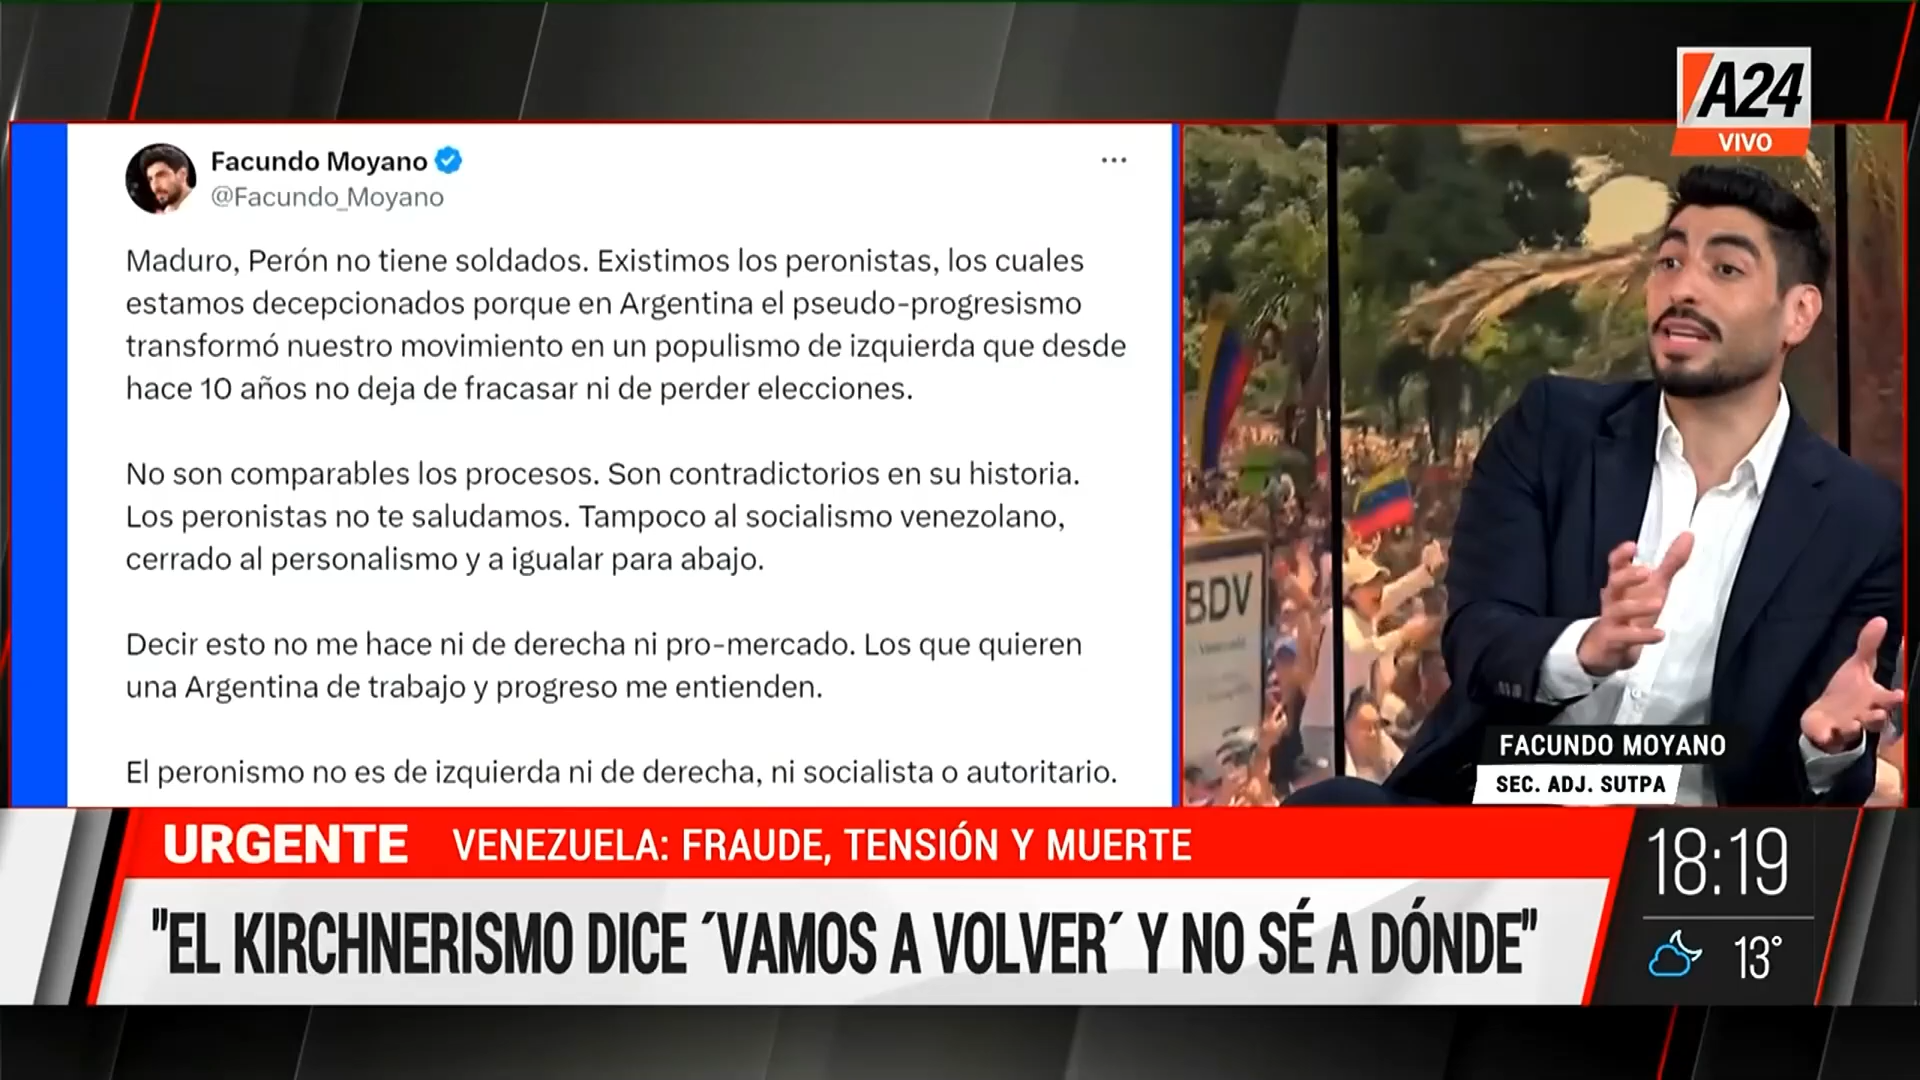 A24
VIVO
Facundo Moyano
@Facundo_Moyano
Maduro, Perón no tiene soldados. Existimos los peronistas, los cuales
estamos decepcionados porque en Argentina el pseudo-progresismo
transformó nuestro movimiento en un populismo de izquierda que desde
hace 10 años no deja de fracasar ni de perder elecciones.
No son comparables los procesos. Son contradictorios en su historia.
Los peronistas no te saludamos. Tampoco al socialismo venezolano,
cerrado al personalismo y a igualar para abajo.
Decir esto no me hace ni de derecha ni pro-mercado. Los que quieren
una Argentina de trabajo y progreso me entienden.
El peronismo no es de izquierda ni de derecha, ni socialista o autoritario.
BDV
FACUNDO MOYANO
SEC. ADJ. SUTPA
URGENTE VENEZUELA: FRAUDE, TENSIÓN Y MUERTE
"EL KIRCHNERISMO DICE ´VAMOS A VOLVER´ Y NO SÉ A DÓNDE"
18:19
13°